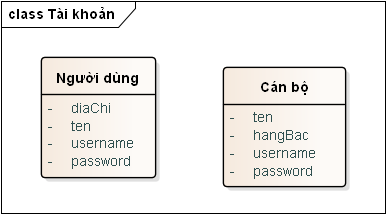 class Tài khoản
Người dùng
- diaChi
- ten
- username
- password
Cán bộ
- ten
- hangBac
- username
- password